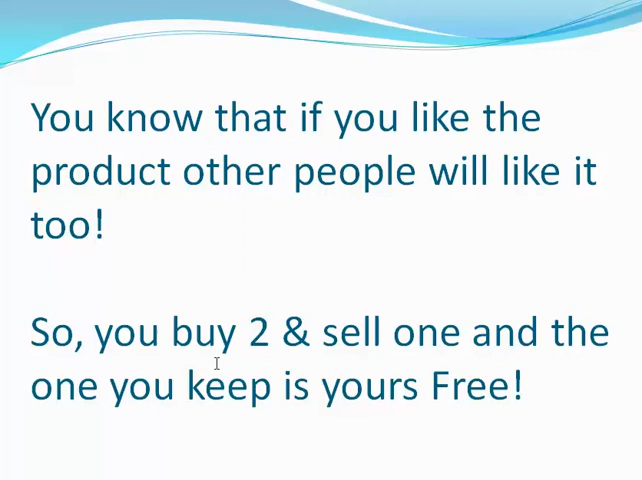 You know that if you like the
product other people will like it
too!
So, you buy 2 & sell one and the
one you keep is yours Free!